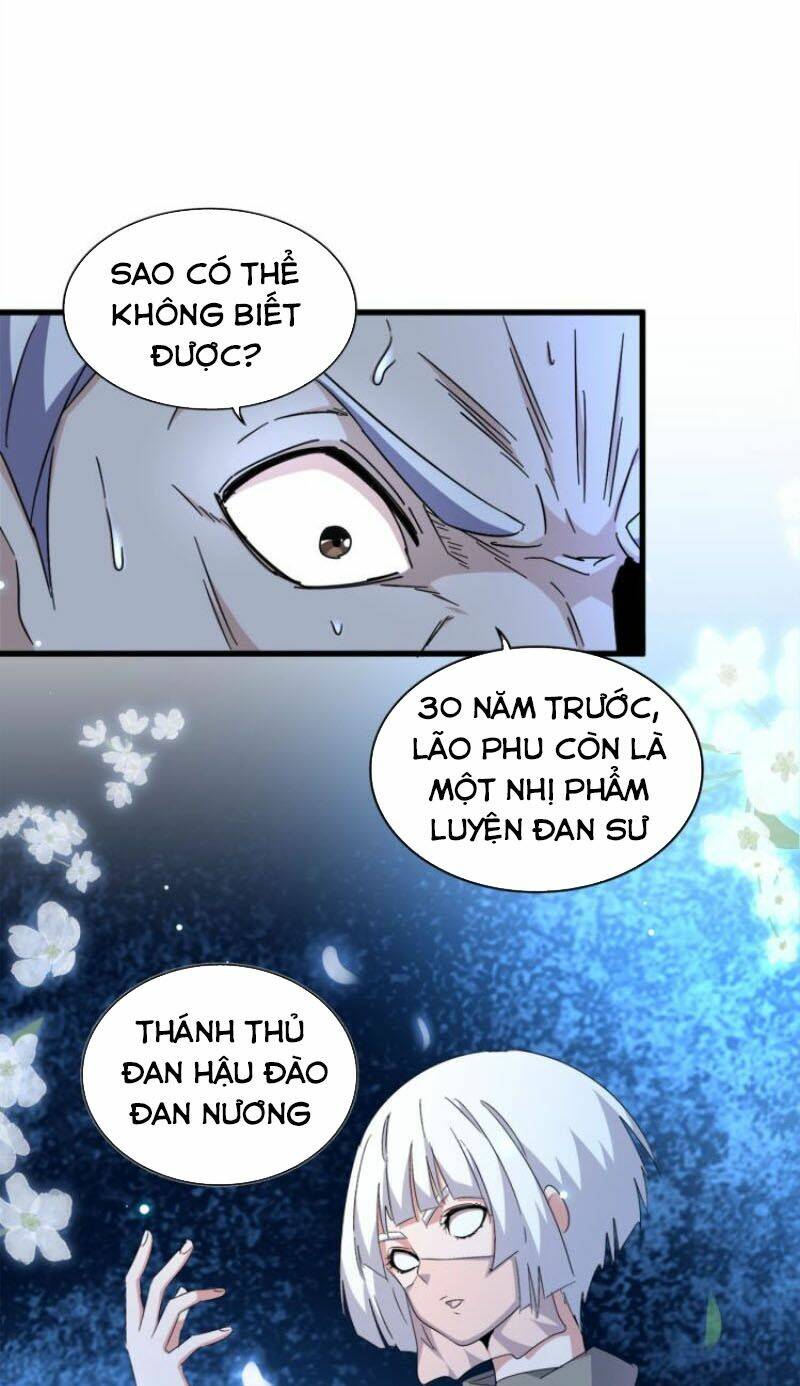 SAO CÓ THỂ
KHÔNG BIẾT
ĐƯỢC?
30 NĂM TRƯỚC,
LÃO PHU CÒN LÀ
MỘT NHỊ PHẨM
LUYỆN ĐAN SƯ
THÁNH THỦ
ĐAN HẬU ĐÀO
ĐAN NƯƠNG